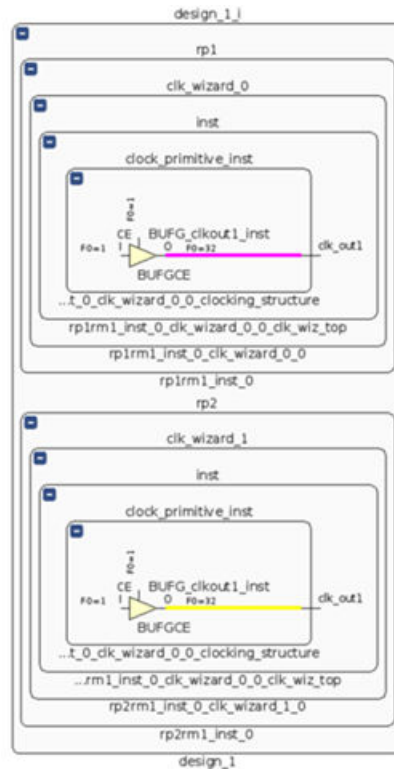 design_1_i
rp1
clk_wizard_0
inst
clock_primitive_inst
F0=1
CE
BUFG_clkout1_inst
F0=1
I
O
F0=32
clk_out1
BUFGCE
...t_0_clk_wizard_0_0_clocking_structure
rp1rm1_inst_0_clk_wizard_0_0_clk_wiz_top
rp1rm1_inst_0_clk_wizard_0_0
rp1rm1_inst_0
rp2
clk_wizard_1
inst
clock_primitive_inst
F0=1
CE
BUFG_clkout1_inst
F0=1
I
O
F0=32
clk_out1
BUFGCE
...t_0_clk_wizard_0_0_clocking_structure
...rm1_inst_0_clk_wizard_0_0_clk_wiz_top
rp2rm1_inst_0_clk_wizard_1_0
rp2rm1_inst_0
design_1